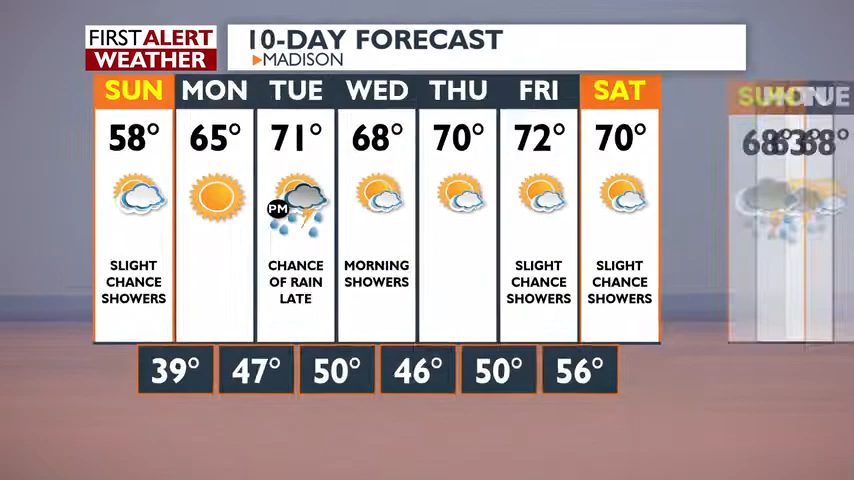 FIRST ALERT
WEATHER
10-DAY FORECAST
MADISON
SUN MON TUE WED THU FRI SAT
58° 65° 71° 68° 70° 72° 70°
PM
SLIGHT
CHANCE
SHOWERS
CHANCE
OF RAIN
LATE
MORNING
SHOWERS
SLIGHT
CHANCE
SHOWERS
SLIGHT
CHANCE
SHOWERS
39° 47° 50° 46° 50° 56°